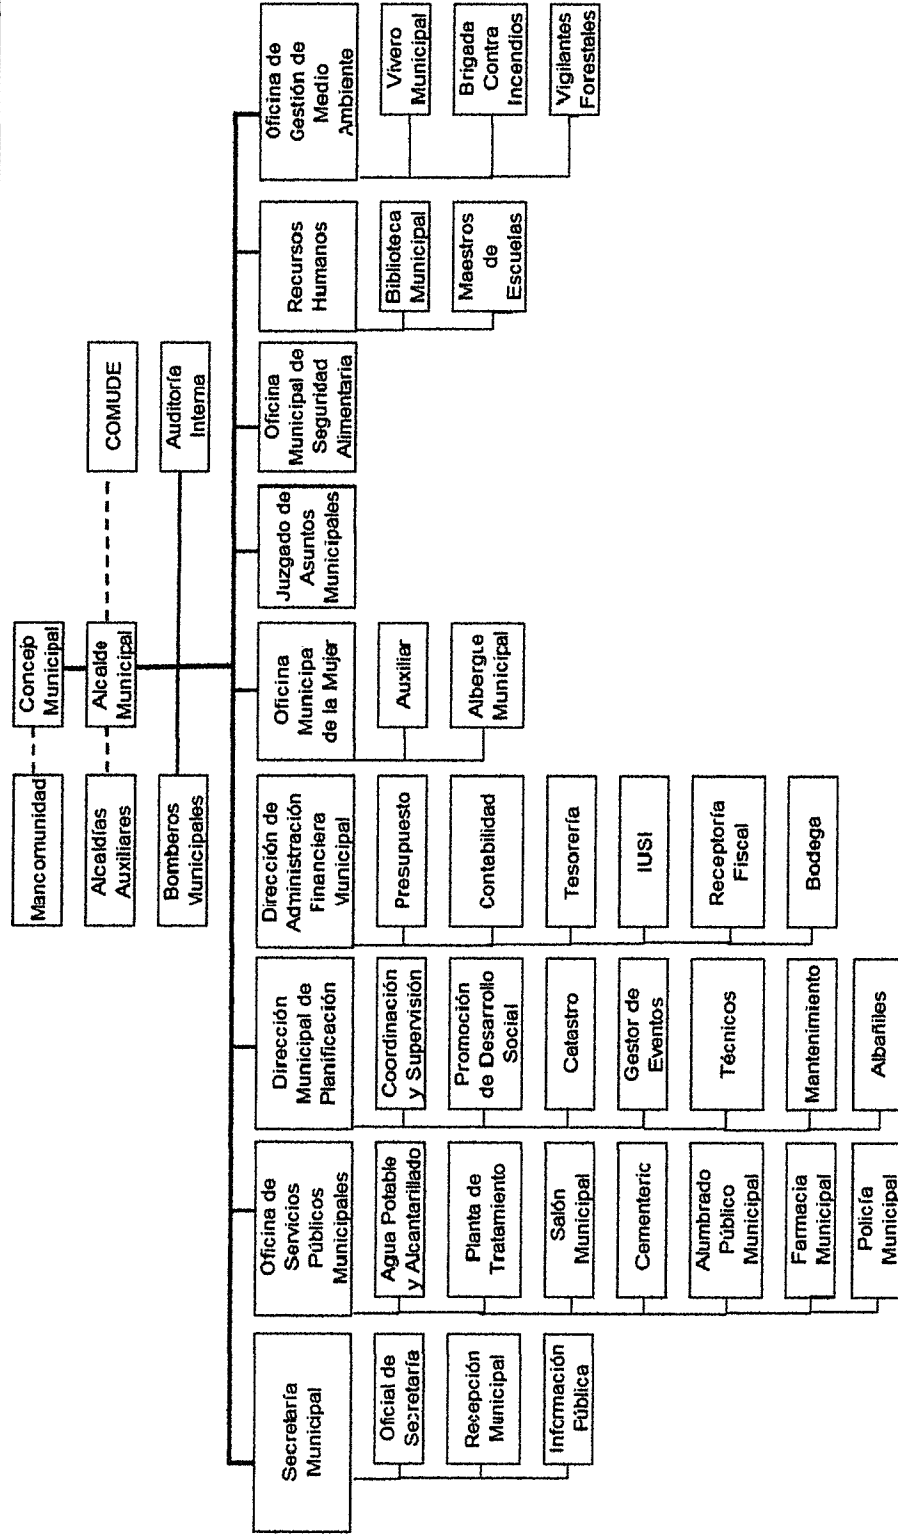 Mancomunidad
Concejo
Municipal
Alcaldías
Auxiliares
Alcalde
Municipal
COMUDE
Bomberos
Municipales
Auditoría
Interna
Secretaría
Municipal
Oficial de
Secretaría
Recepción
Municipal
Información
Pública
Oficina de
Servicios
Públicos
Municipales
Agua Potable
y Alcantarillado
Planta de
Tratamiento
Salón
Municipal
Cementeric
Alumbrado
Público
Municipal
Farmacia
Municipal
Policía
Municipal
Dirección
Municipal de
Planificación
Coordinación
y Supervisión
Promoción
de Desarrollo
Social
Catastro
Gestor de
Eventos
Técnicos
Mantenimiento
Albañiles
Dirección de
Administración
Financiera
Municipal
Presupuesto
Contabilidad
Tesorería
IUSI
Receptoría
Fiscal
Bodega
Oficina
Municipa
de la Mujer
Auxiliar
Albergue
Municipal
Juzgado de
Asuntos
Municipales
Oficina
Municipal de
Seguridad
Alimentaria
Recursos
Humanos
Biblioteca
Municipal
Maestros
de
Escuelas
Oficina de
Gestión de
Medio
Ambiente
Vivero
Municipal
Brigada
Contra
Incendios
Vigilantes
Forestales